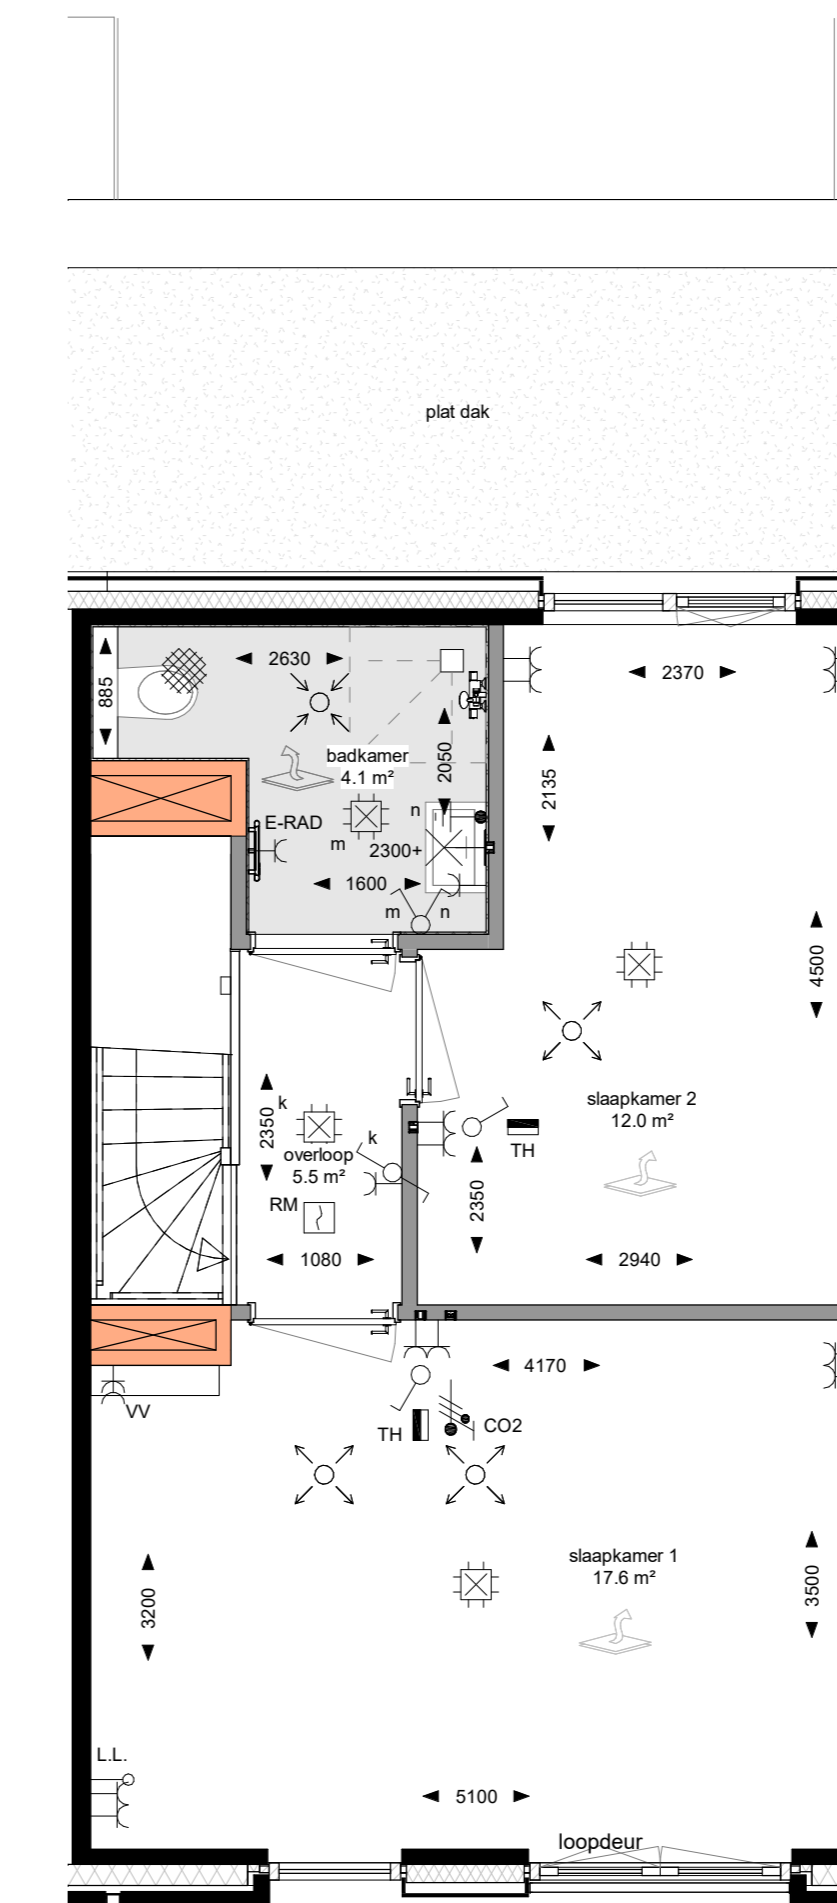 plat dak
885
2630
2370
badkamer
4.1 m²
2050
2135
E-RAD
n
m
2300+
1600
m
n
4500
k
2350
k
overloop
5.5 m²
slaapkamer 2
12.0 m²
TH
RM
2350
1080
2940
4170
VV
TH
CO2
slaapkamer 1
17.6 m²
3200
3500
L.L.
5100
loopdeur